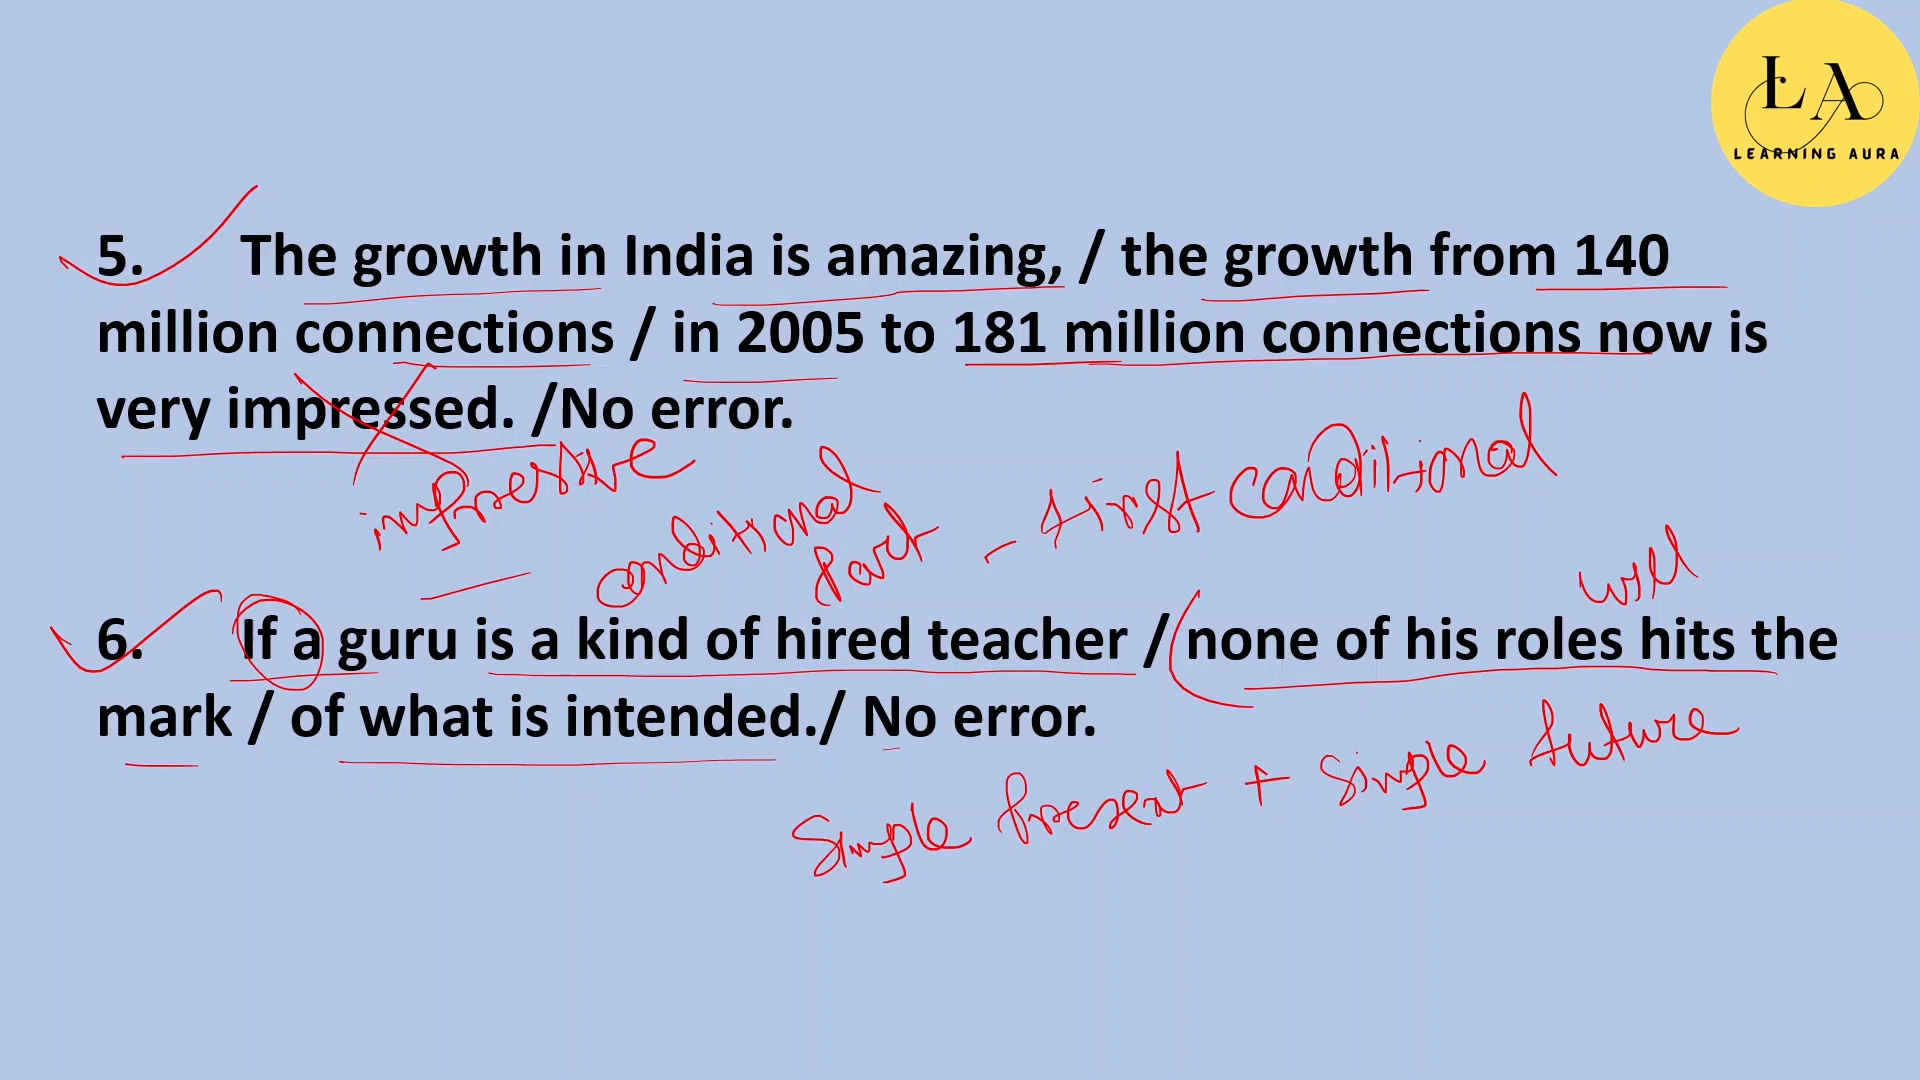 LA
LEARNING AURA
5. The growth in India is amazing, / the growth from 140
million connections / in 2005 to 181 million connections now is
very impressed. /No error.
impressive
conditional
Part - first conditional
will
6. If a guru is a kind of hired teacher / none of his roles hits the
mark / of what is intended./ No error.
Simple Present + Simple future